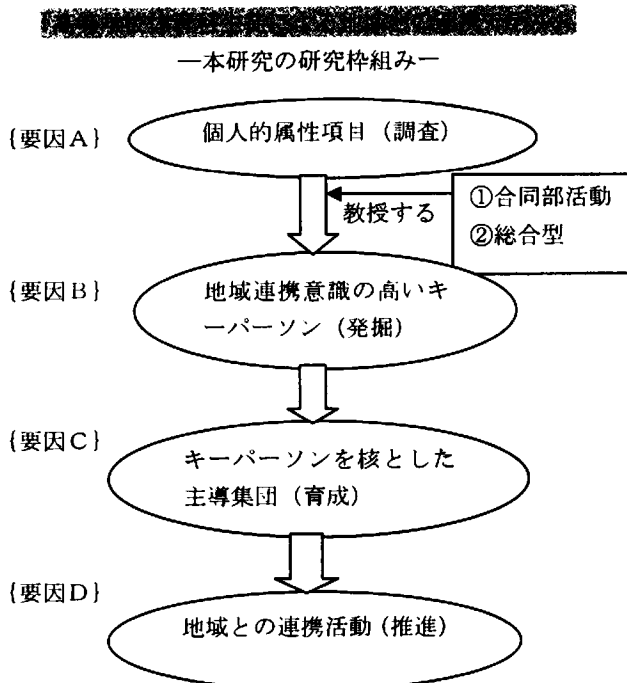 ―本研究の研究枠組み―
{要因A}
個人的属性項目（調査）
教授する
①合同部活動
②総合型
{要因B}
地域連携意識の高いキ
ーパーソン（発掘）
{要因C}
キーパーソンを核とした
主導集団（育成）
{要因D}
地域との連携活動（推進）